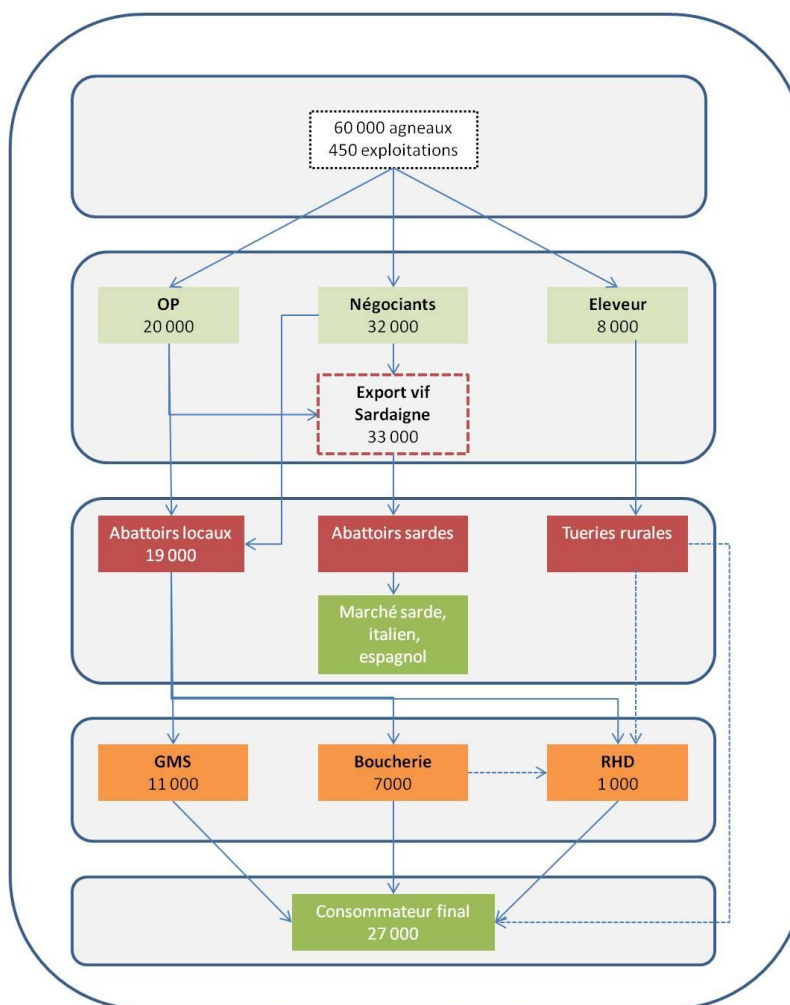 60 000 agneaux
450 exploitations
OP
20 000
Négociants
32 000
Eleveur
8 000
Export vif
Sardaigne
33 000
Abattoirs locaux
19 000
Abattoirs sardes
Tueries rurales
Marché sarde,
italien,
espagnol
GMS
11 000
Boucherie
7000
RHD
1 000
Consommateur final
27 000